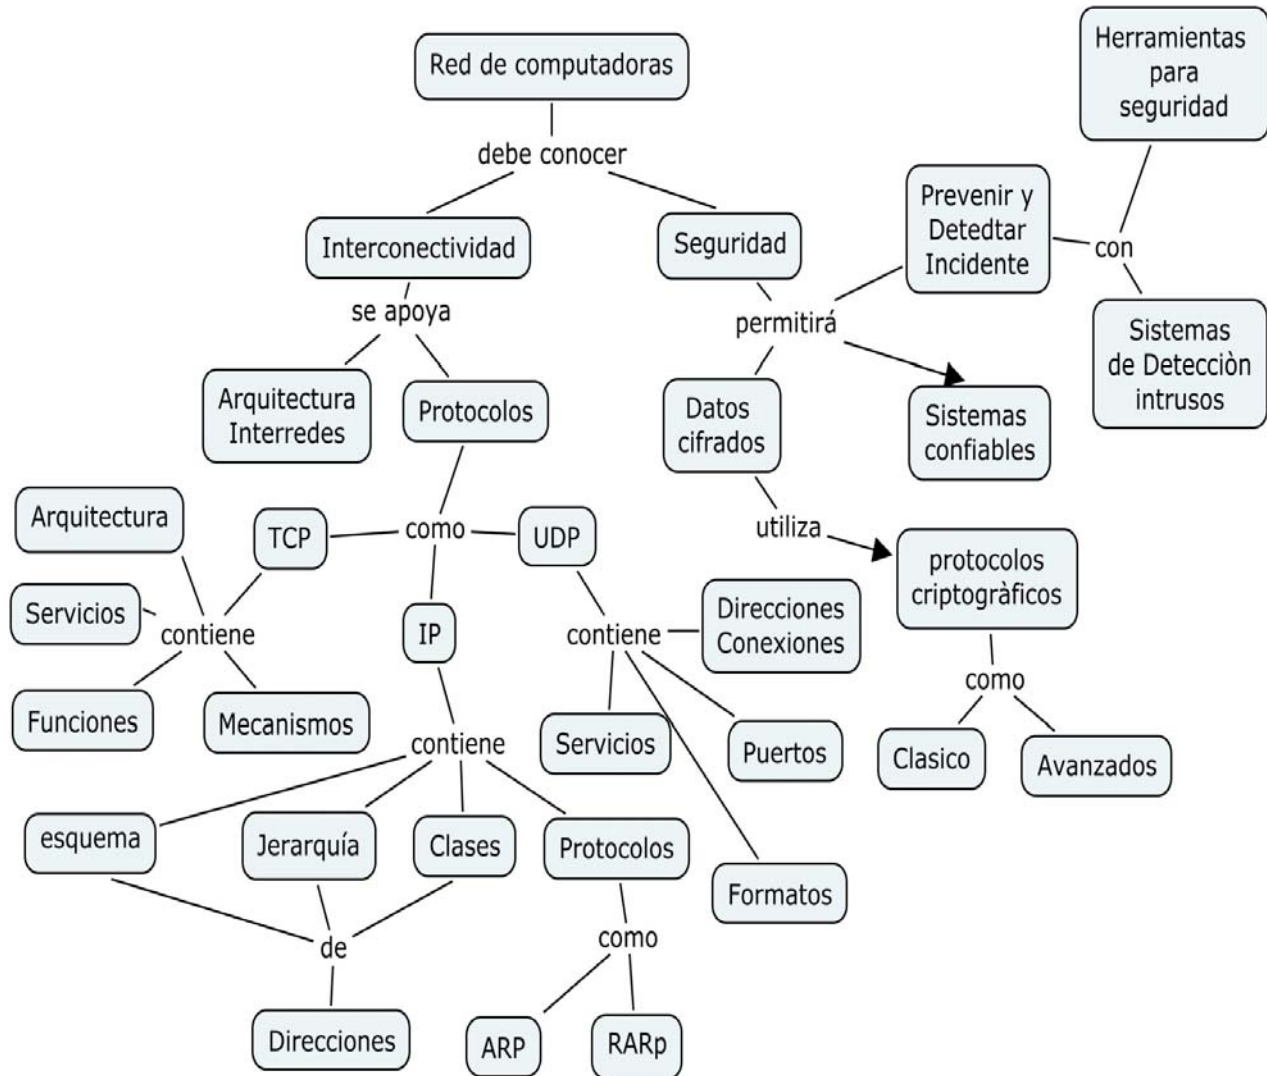 Red de computadoras
debe conocer
Interconectividad
Seguridad
se apoya
Arquitectura
Interredes
Protocolos
permitirá
Prevenir y
Detedtar
Incidente
con
Herramientas
para
seguridad
Sistemas
de Detecciòn
intrusos
Datos
cifrados
Sistemas
confiables
utiliza
protocolos
criptogràficos
como
Clasico
Avanzados
como
TCP
IP
UDP
Arquitectura
Servicios
contiene
Funciones
Mecanismos
contiene
Direcciones
Conexiones
Servicios
Puertos
Formatos
contiene
esquema
Jerarquía
Clases
Protocolos
de
Direcciones
como
ARP
RARp